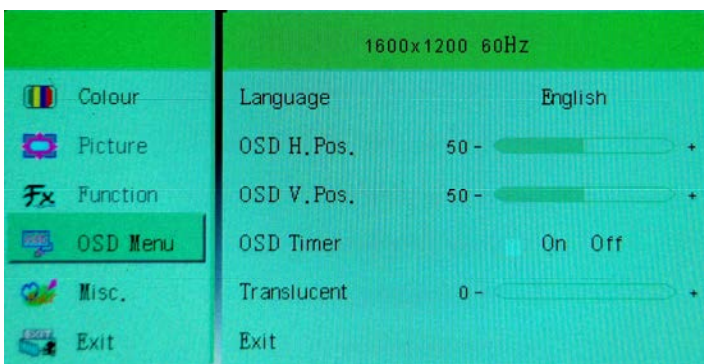 1600x1200 60Hz
Colour
Picture
Function
OSD Menu
Misc.
Exit
Language English
OSD H.Pos. 50 - +
OSD V.Pos. 50 - +
OSD Timer On Off
Translucent 0 - +
Exit